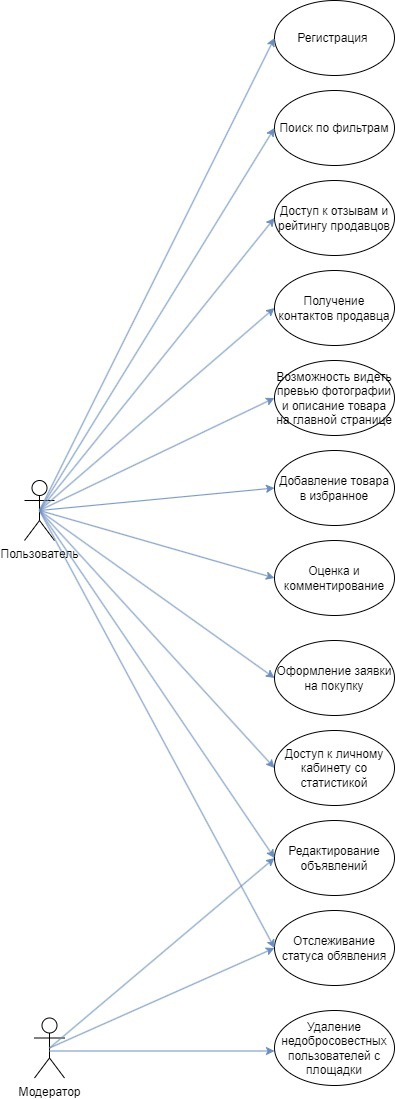 Регистрация
Поиск по фильтрам
Доступ к отзывам и
рейтингу продавцов
Получение
контактов продавца
Возможность видеть
превью фотографии
и описание товара
на главной странице
Добавление товара
в избранное
Пользователь
Оценка и
комментирование
Оформление заявки
на покупку
Доступ к личному
кабинету со
статистикой
Редактирование
объявлений
Отслеживание
статуса обявления
Удаление
недобросовестных
пользователей с
площадки
Модератор